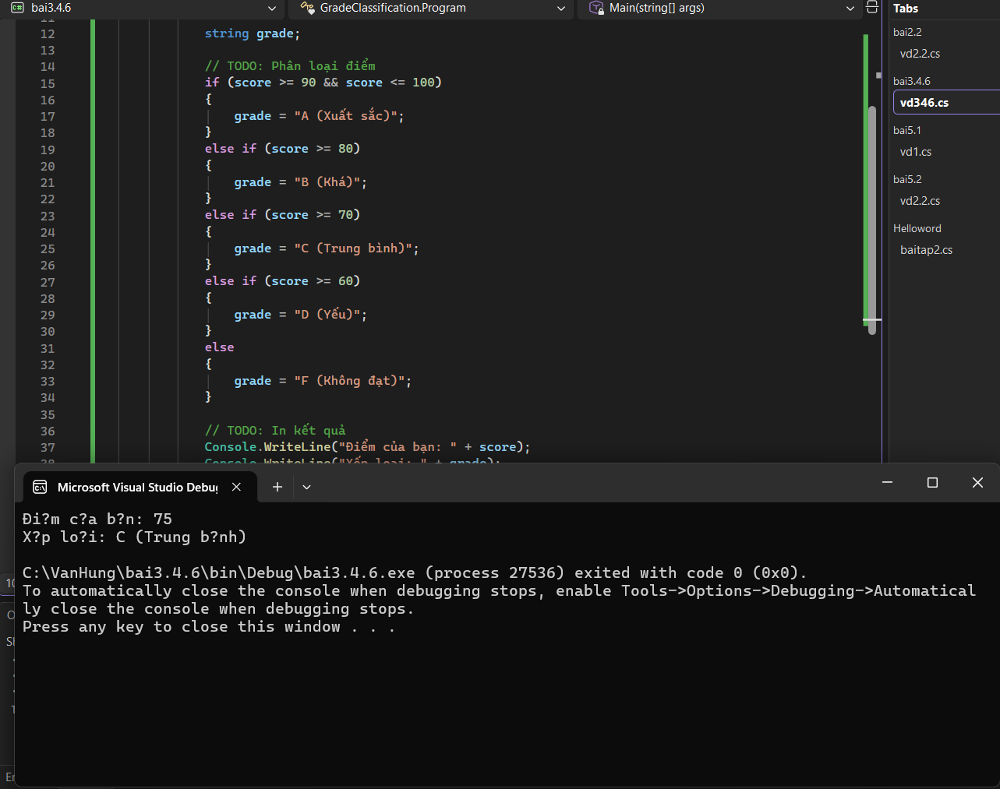 bai3.4.6
GradeClassification.Program
Main(string[] args)
12 string grade;
13
14 // TODO: Phân loại điểm
15 if (score >= 90 && score <= 100)
16 {
17 grade = "A (Xuất sắc)";
18 }
19 else if (score >= 80)
20 {
21 grade = "B (Khá)";
22 }
23 else if (score >= 70)
24 {
25 grade = "C (Trung bình)";
26 }
27 else if (score >= 60)
28 {
29 grade = "D (Yếu)";
30 }
31 else
32 {
33 grade = "F (Không đạt)";
34 }
35
36 // TODO: In kết quả
37 Console.WriteLine("Điểm của bạn: " + score);
38 Console.WriteLine("Xếp loại: " + grade);
Tabs
bai2.2
vd2.2.cs
bai3.4.6
vd346.cs
bai5.1
vd1.cs
bai5.2
vd2.2.cs
Helloword
baitap2.cs
Microsoft Visual Studio Debug
Đi?m c?a b?n: 75
X?p lo?i: C (Trung b?nh)
C:\VanHung\bai3.4.6\bin\Debug\bai3.4.6.exe (process 27536) exited with code 0 (0x0).
To automatically close the console when debugging stops, enable Tools->Options->Debugging->Automatical
ly close the console when debugging stops.
Press any key to close this window . . .